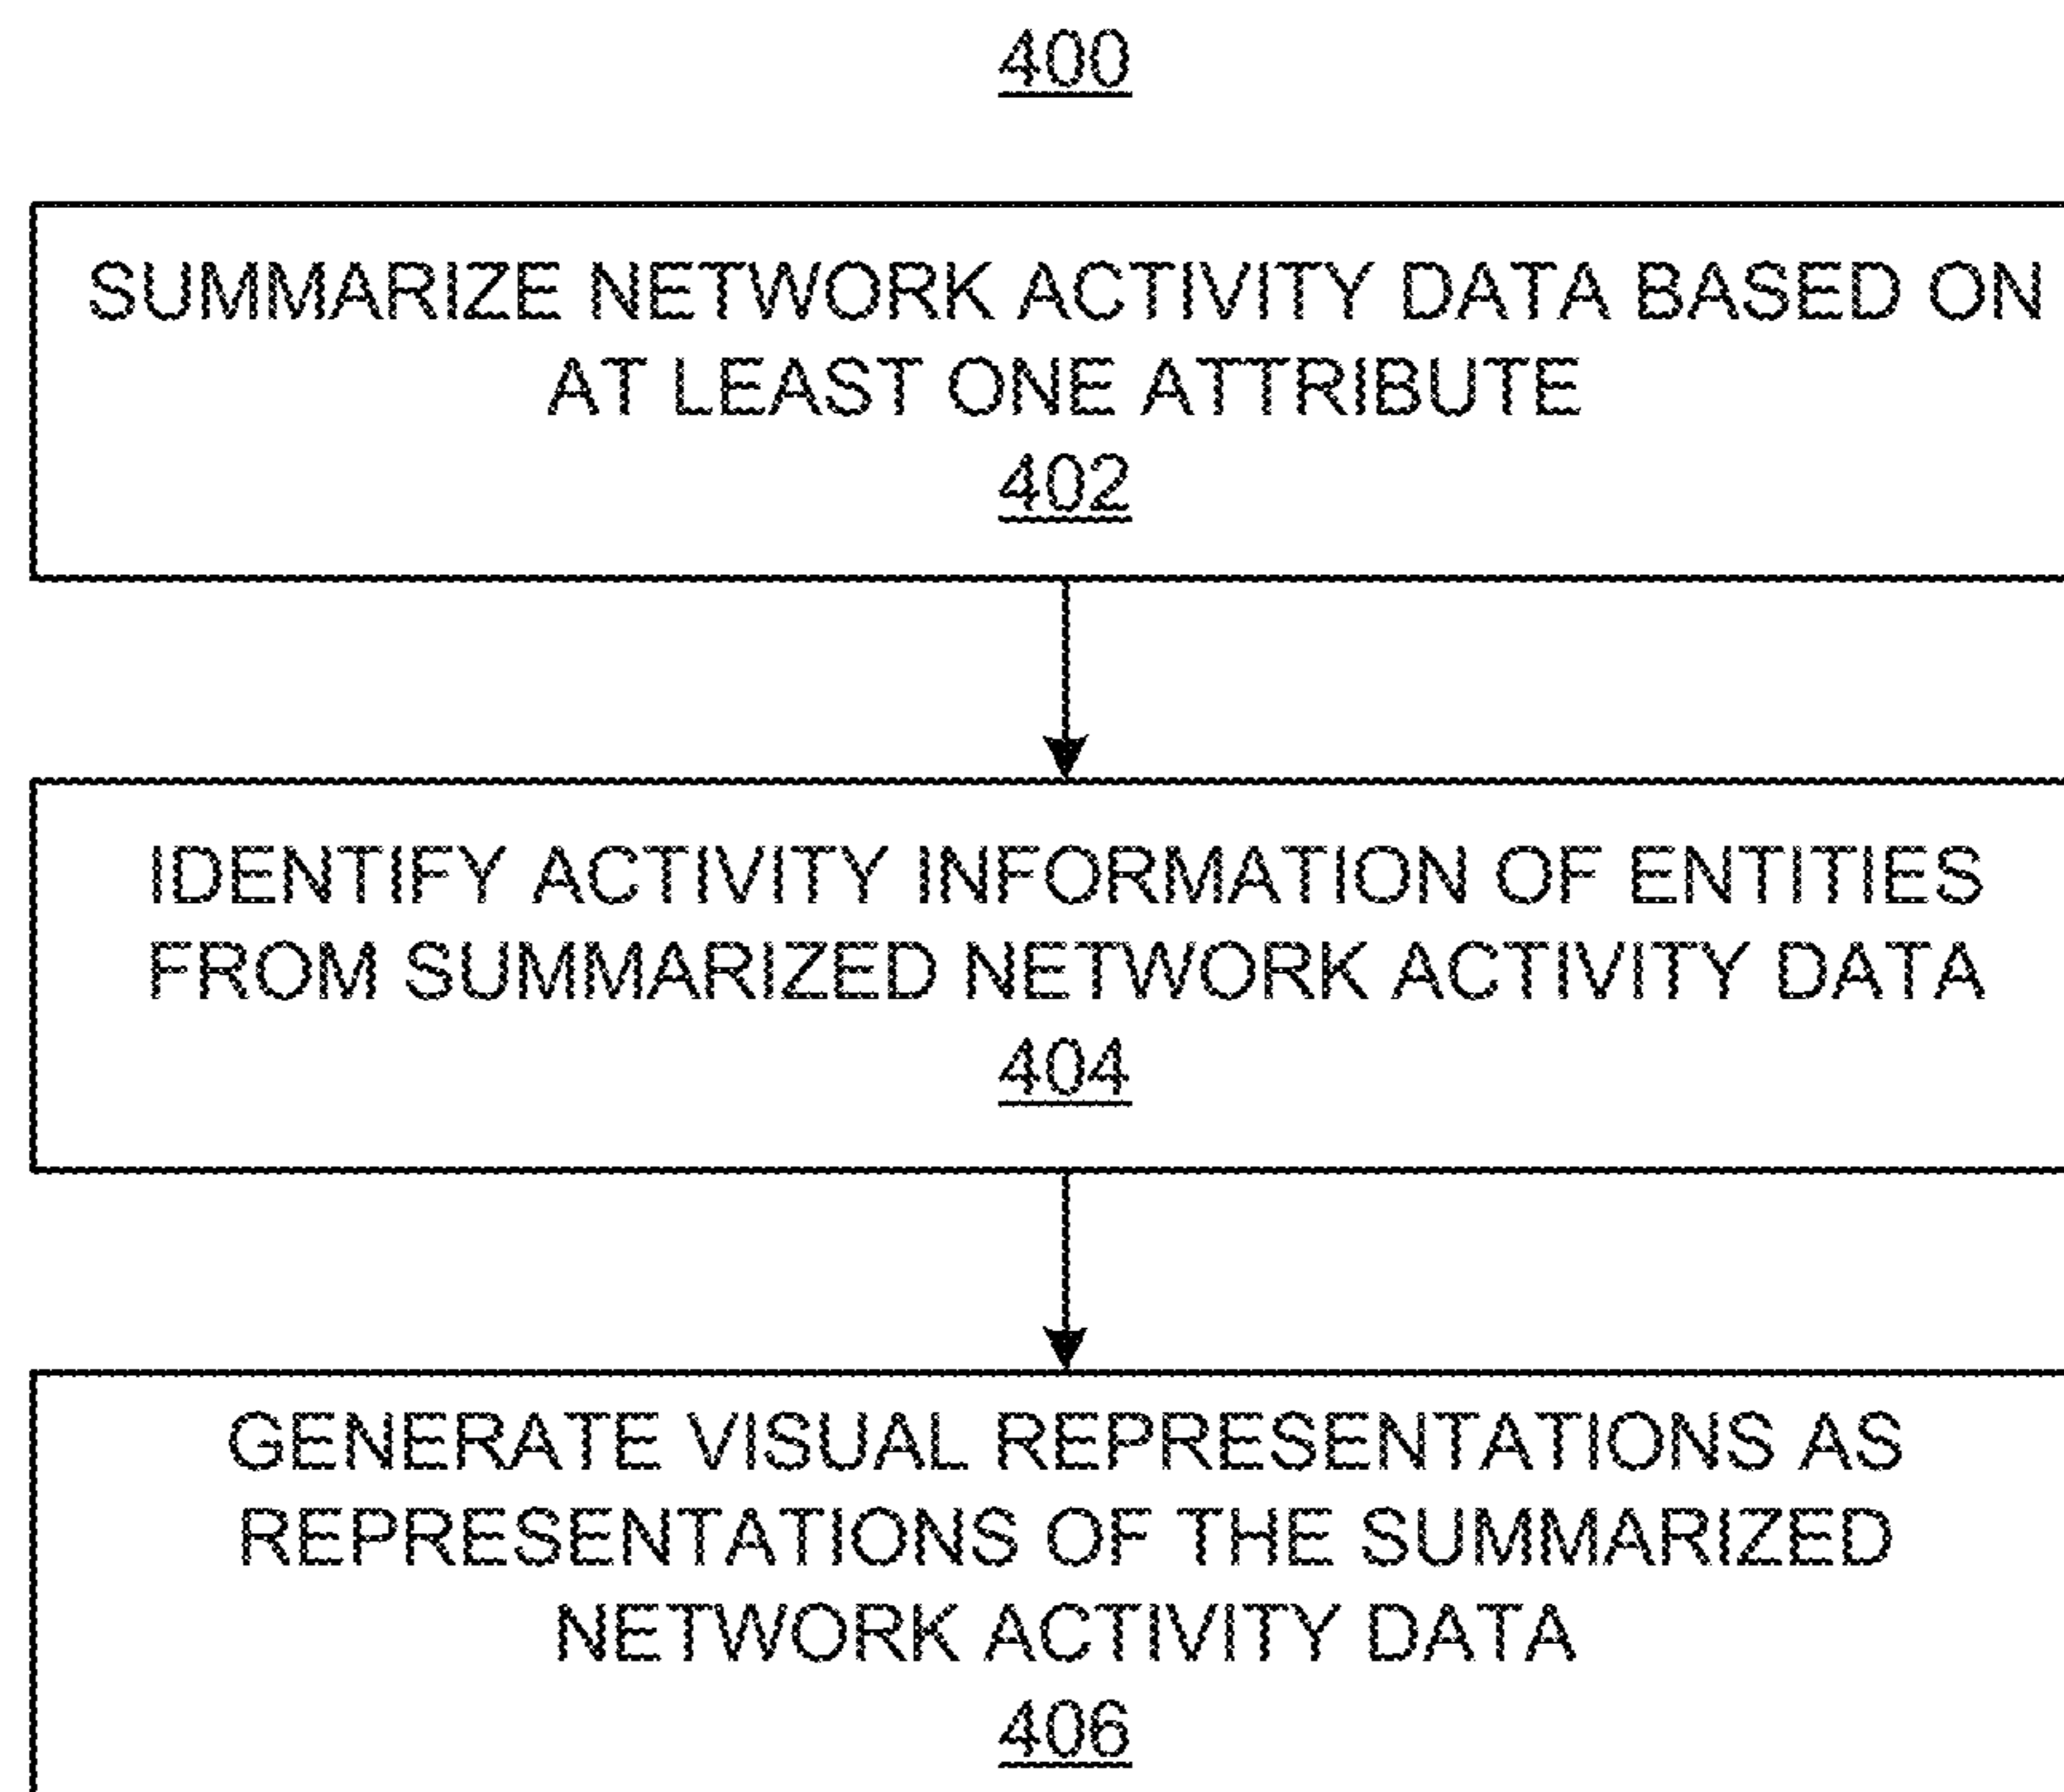 400
SUMMARIZE NETWORK ACTIVITY DATA BASED ON
AT LEAST ONE ATTRIBUTE
402
IDENTIFY ACTIVITY INFORMATION OF ENTITIES
FROM SUMMARIZED NETWORK ACTIVITY DATA
404
GENERATE VISUAL REPRESENTATIONS AS
REPRESENTATIONS OF THE SUMMARIZED
NETWORK ACTIVITY DATA
406